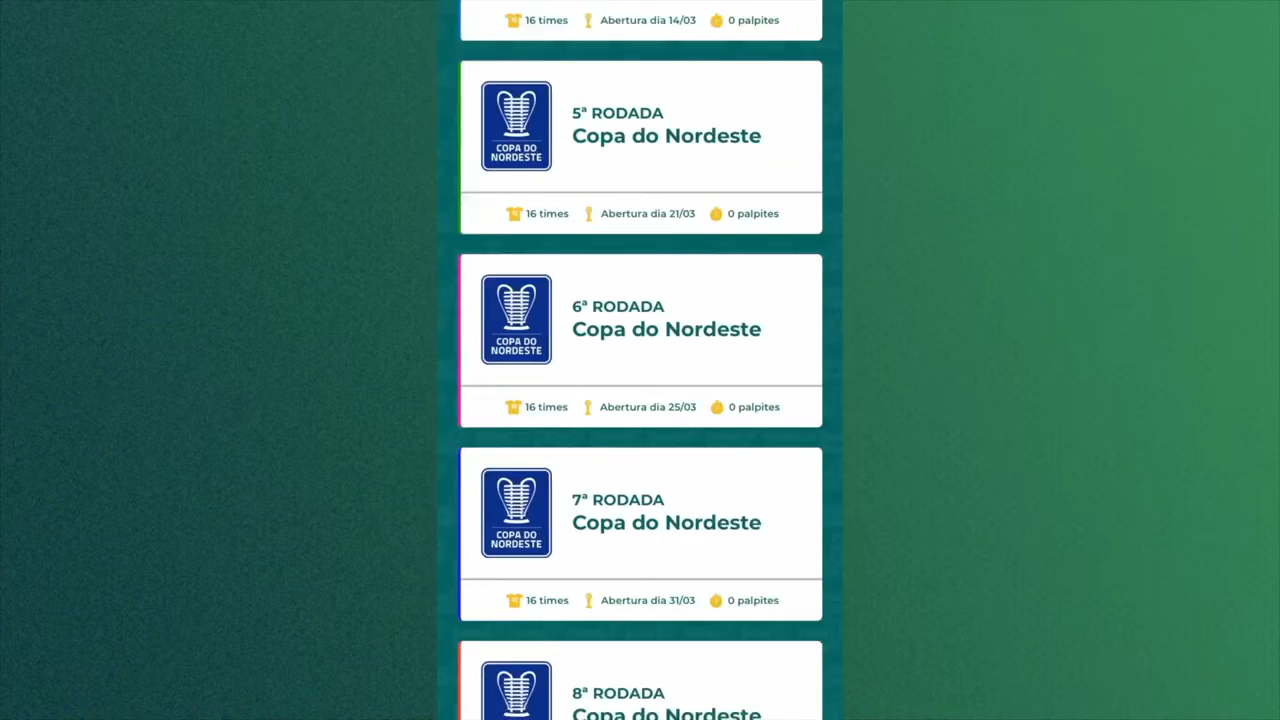 16 times Abertura dia 14/03 0 palpites
COPA DO
NORDESTE
5ª RODADA
Copa do Nordeste
16 times Abertura dia 21/03 0 palpites
COPA DO
NORDESTE
6ª RODADA
Copa do Nordeste
16 times Abertura dia 25/03 0 palpites
COPA DO
NORDESTE
7ª RODADA
Copa do Nordeste
16 times Abertura dia 31/03 0 palpites
8ª RODADA
Copa do Nordeste